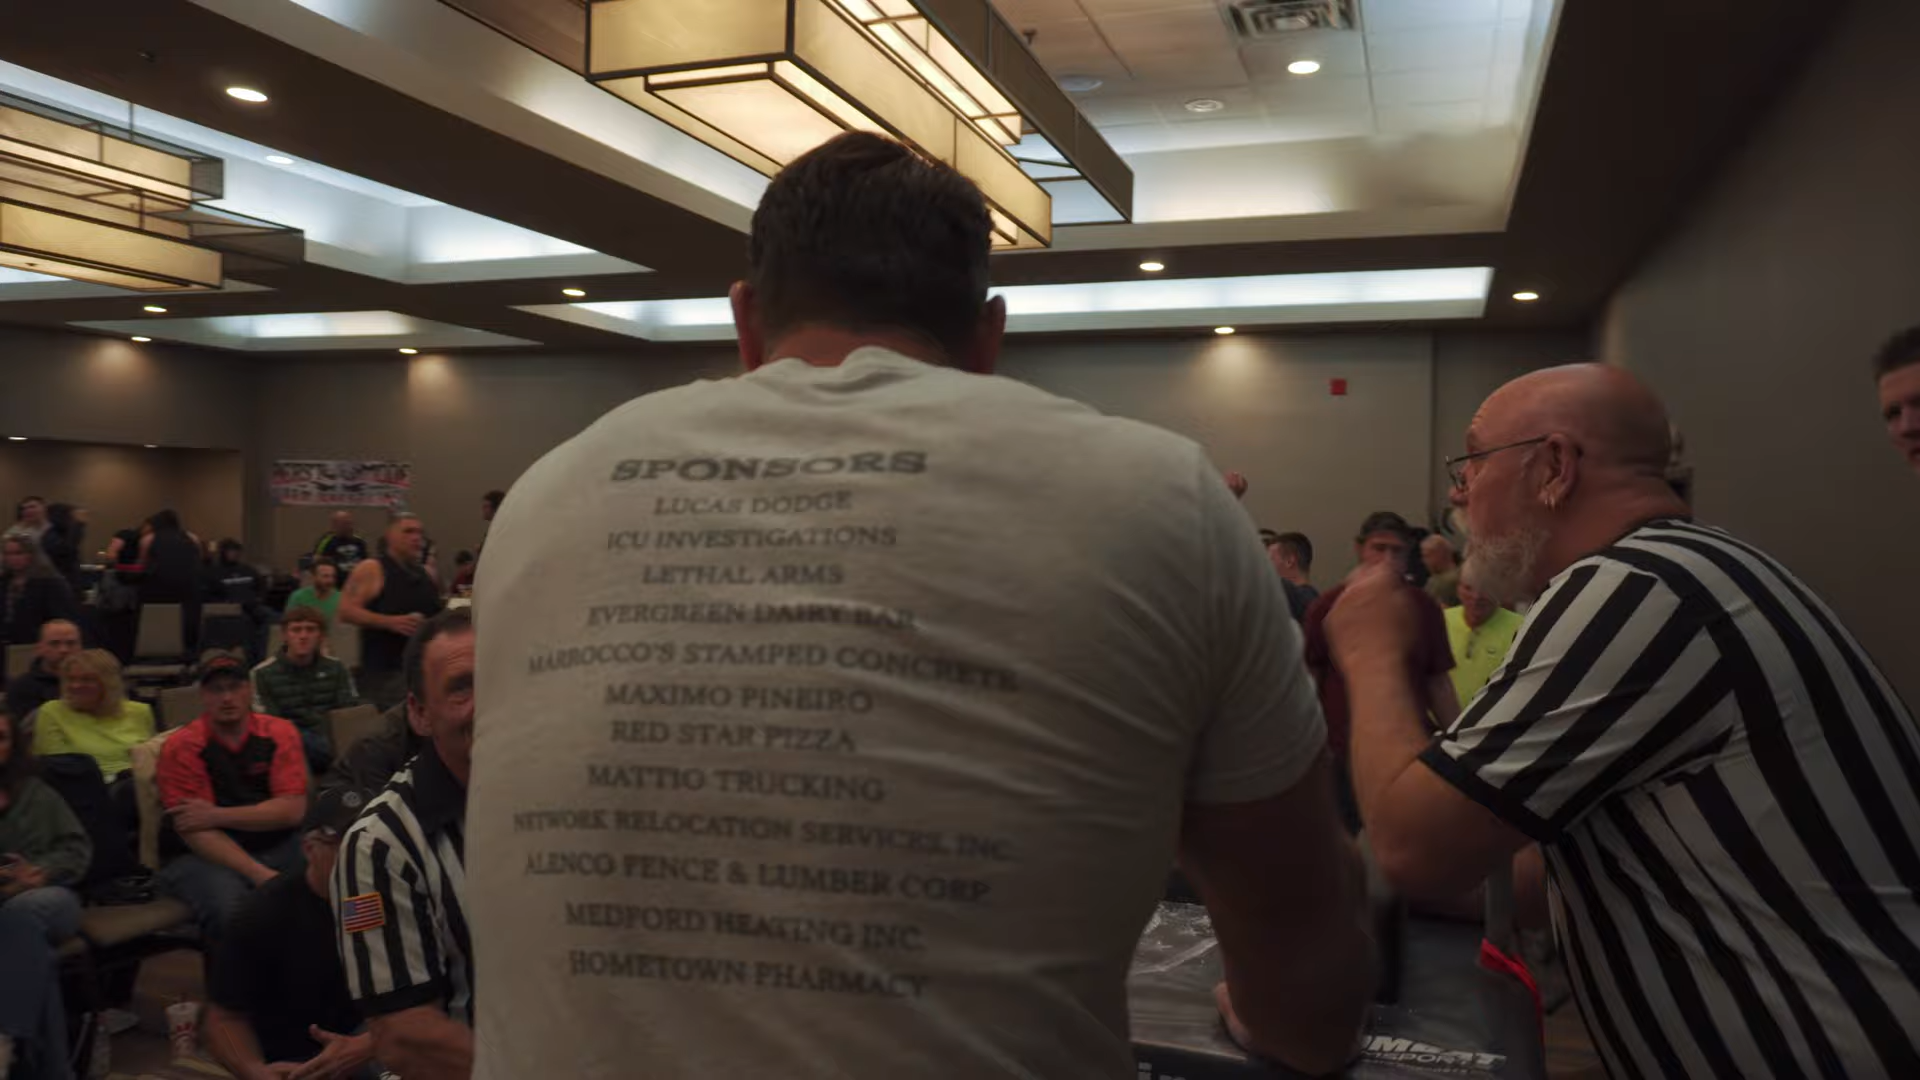 SPONSORS
LUCAS DODGE
ICU INVESTIGATIONS
LETHAL ARMS
EVERGREEN DAIRY BAR
MARROCCO'S STAMPED CONCRETE
MAXIMO PINEIRO
RED STAR PIZZA
MATTIO TRUCKING
NETWORK RELOCATION SERVICES, INC.
ALENCO FENCE & LUMBER CORP
MEDFORD HEATING INC.
HOMETOWN PHARMACY